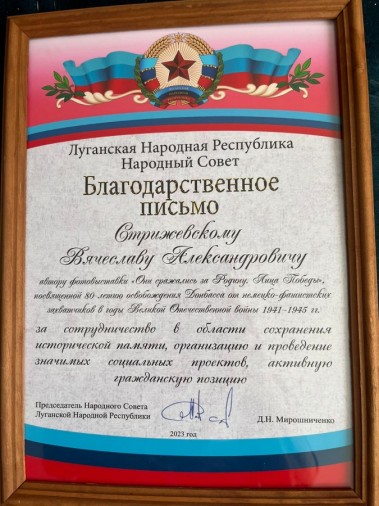 Луганская Народная Республика
Народный Совет
Благодарственное
письмо
Стрижевскому
Вячеславу Александровичу
автору фотовыставки «Они сражались за Родину. Лица Победы»,
посвященной 80-летию освобождения Донбасса от немецко-фашистских
захватчиков в годы Великой Отечественной войны 1941-1945 гг.
за сотрудничество в области сохранения
исторической памяти, организацию и проведение
значимых социальных проектов, активную
гражданскую позицию
Председатель Народного Совета
Луганской Народной Республики
Д.Н. Мирошниченко
2023 год